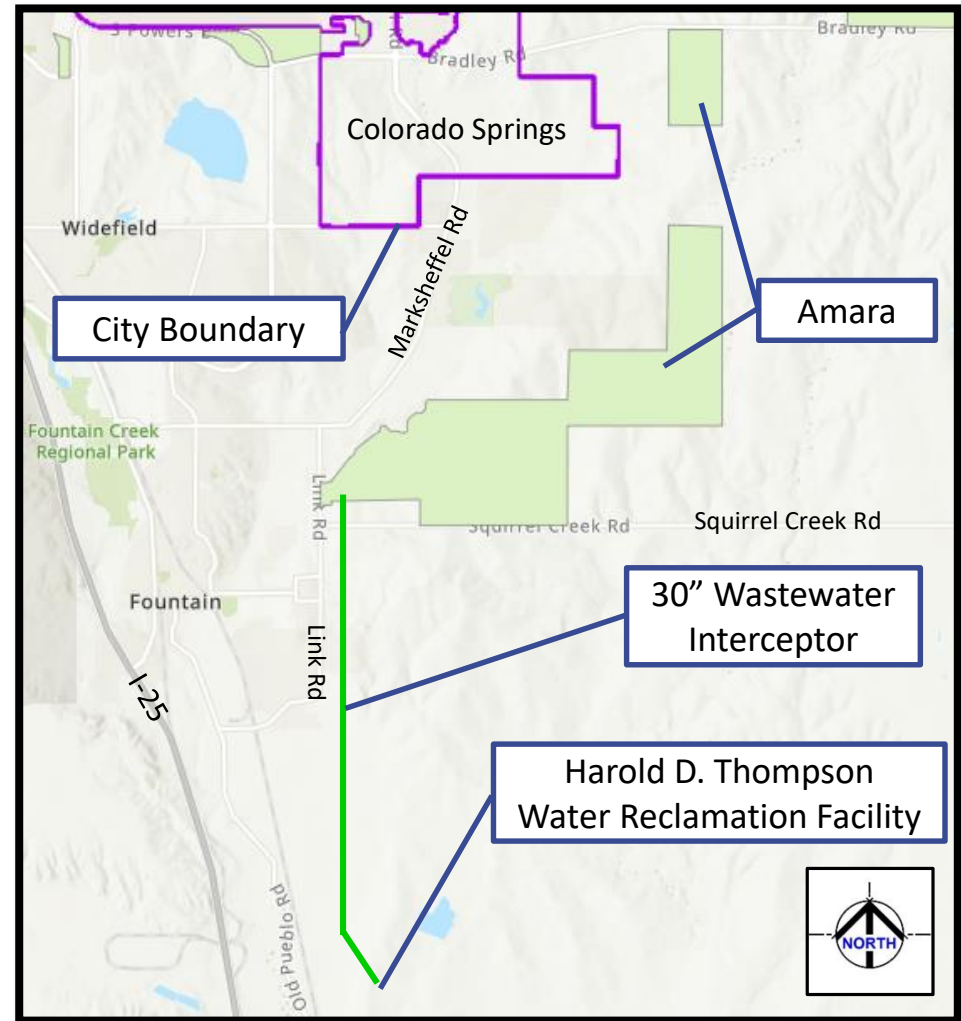 S Powers B
Rd
Bradley Rd
Bradley Rd
Colorado Springs
Widefield
Marksheffel Rd
City Boundary
Amara
Fountain Creek
Regional Park
Link Rd
Squirrel Creek Rd
Squirrel Creek Rd
30” Wastewater
Interceptor
Fountain
Link Rd
I-25
Harold D. Thompson
Water Reclamation Facility
Old Pueblo Rd
NORTH